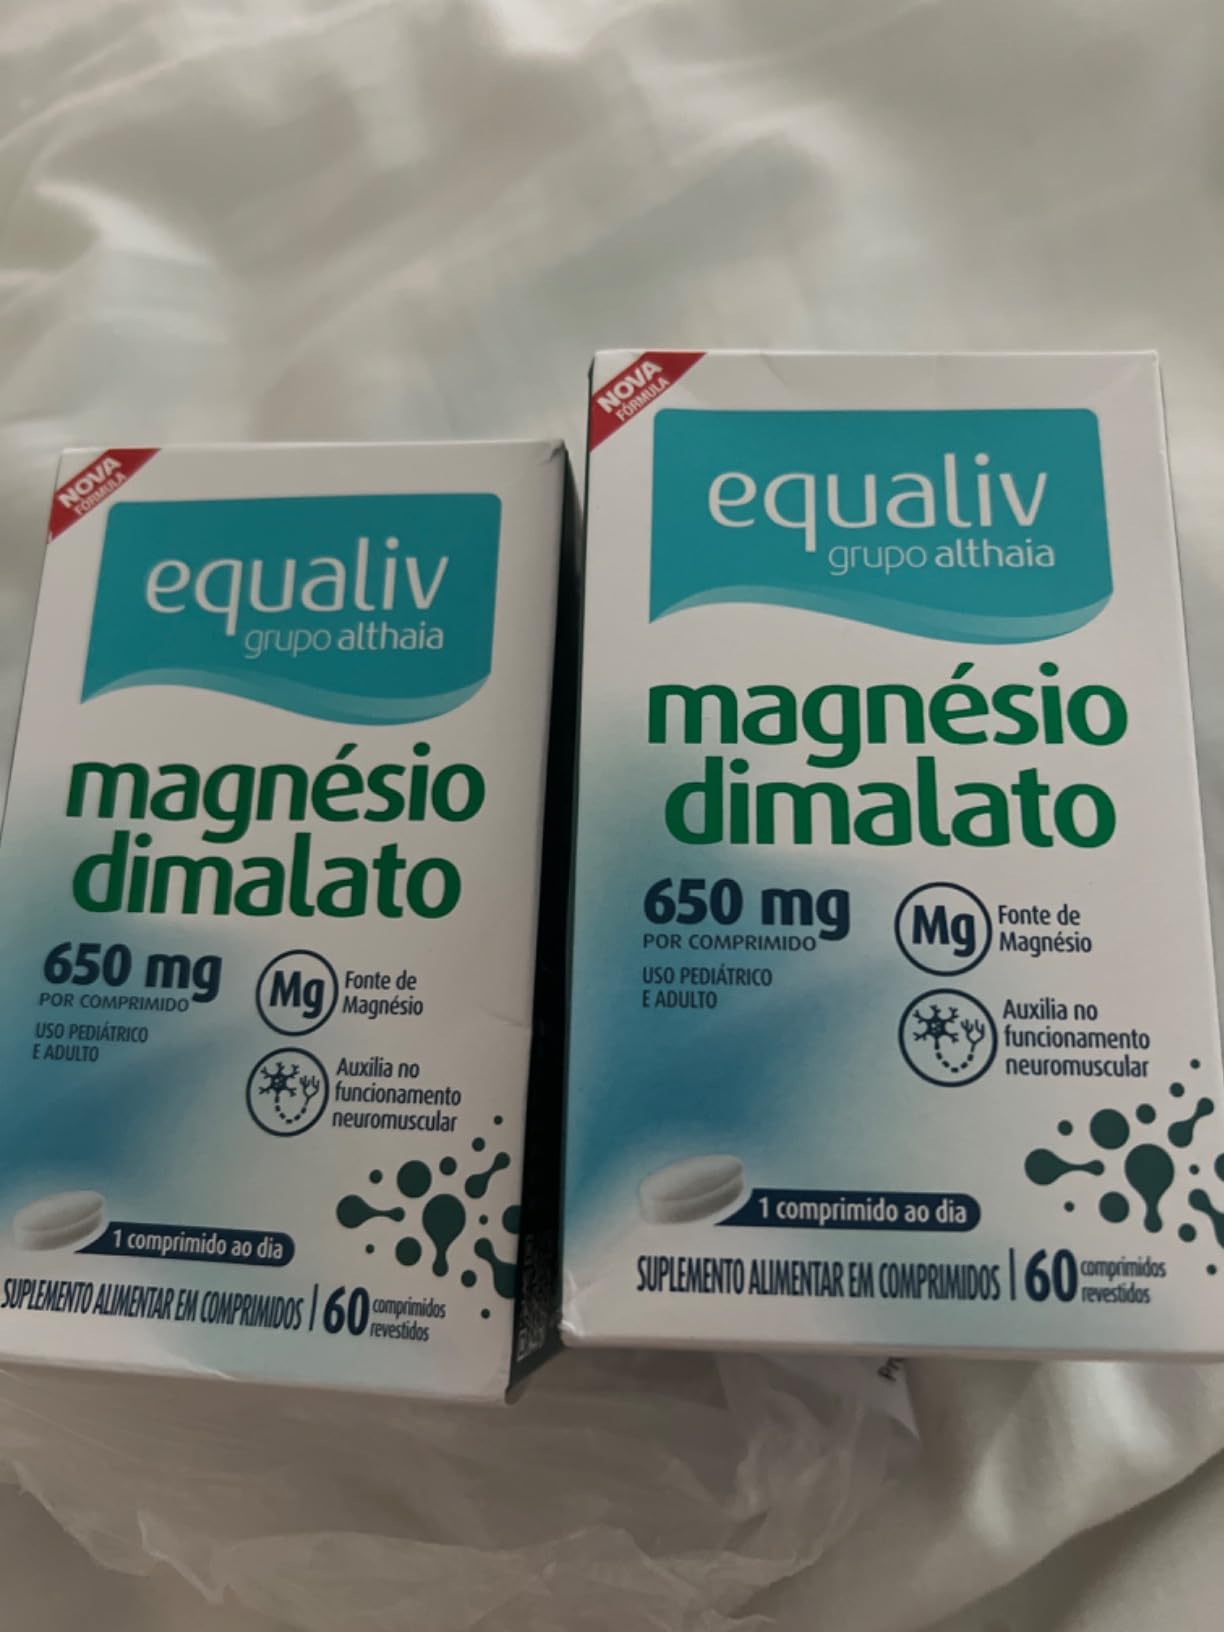 NOVA
FÓRMULA
equaliv
grupo althaia
magnésio
dimalato
650 mg
POR COMPRIMIDO
USO PEDIÁTRICO
E ADULTO
Mg
Fonte de
Magnésio
Auxilia no
funcionamento
neuromuscular
1 comprimido ao dia
SUPLEMENTO ALIMENTAR EM COMPRIMIDOS | 60 comprimidos
revestidos
NOVA
FÓRMULA
equaliv
grupo althaia
magnésio
dimalato
650 mg
POR COMPRIMIDO
USO PEDIÁTRICO
E ADULTO
Mg
Fonte de
Magnésio
Auxilia no
funcionamento
neuromuscular
1 comprimido ao dia
SUPLEMENTO ALIMENTAR EM COMPRIMIDOS | 60 comprimidos
revestidos